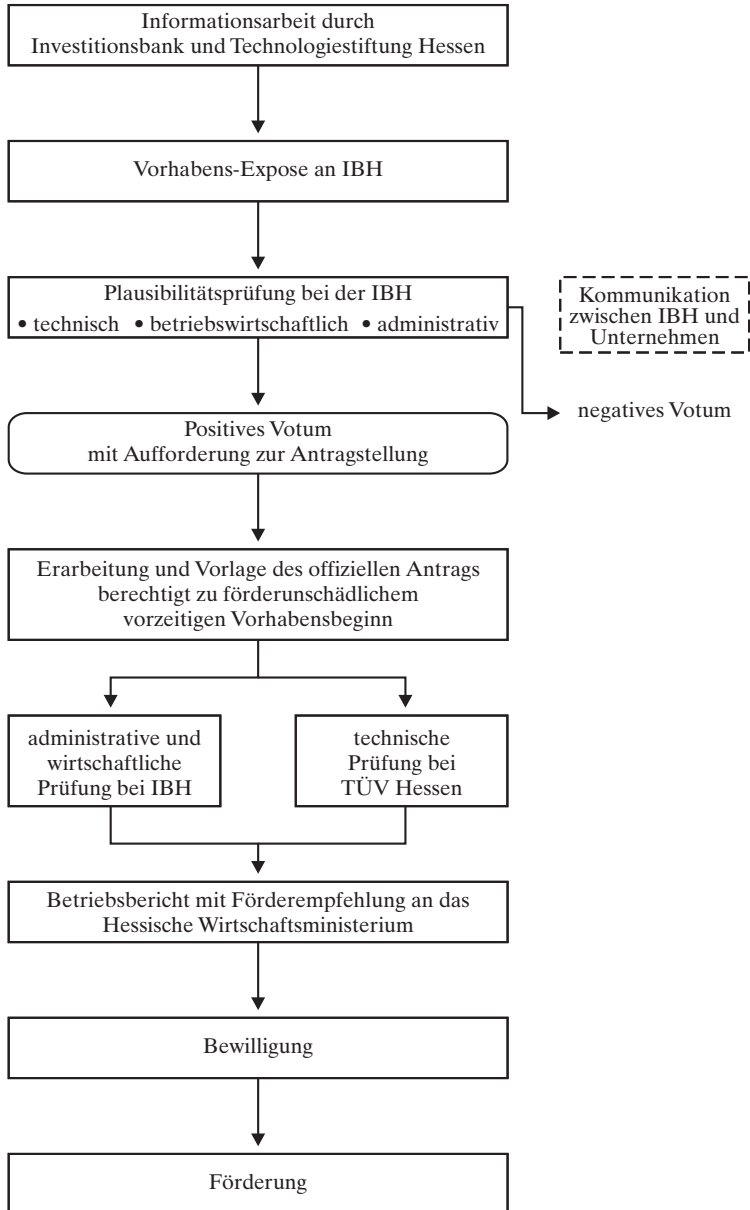 Informationsarbeit durch
Investitionsbank und Technologiestiftung Hessen
Vorhabens-Expose an IBH
Plausibilitätsprüfung bei der IBH
• technisch • betriebswirtschaftlich • administrativ
Kommunikation
zwischen IBH und
Unternehmen
negatives Votum
Positives Votum
mit Aufforderung zur Antragstellung
Erarbeitung und Vorlage des offiziellen Antrags
berechtigt zu förderunschädlichem
vorzeitigen Vorhabensbeginn
administrative und
wirtschaftliche
Prüfung bei IBH
technische
Prüfung bei
TÜV Hessen
Betriebsbericht mit Förderempfehlung an das
Hessische Wirtschaftsministerium
Bewilligung
Förderung